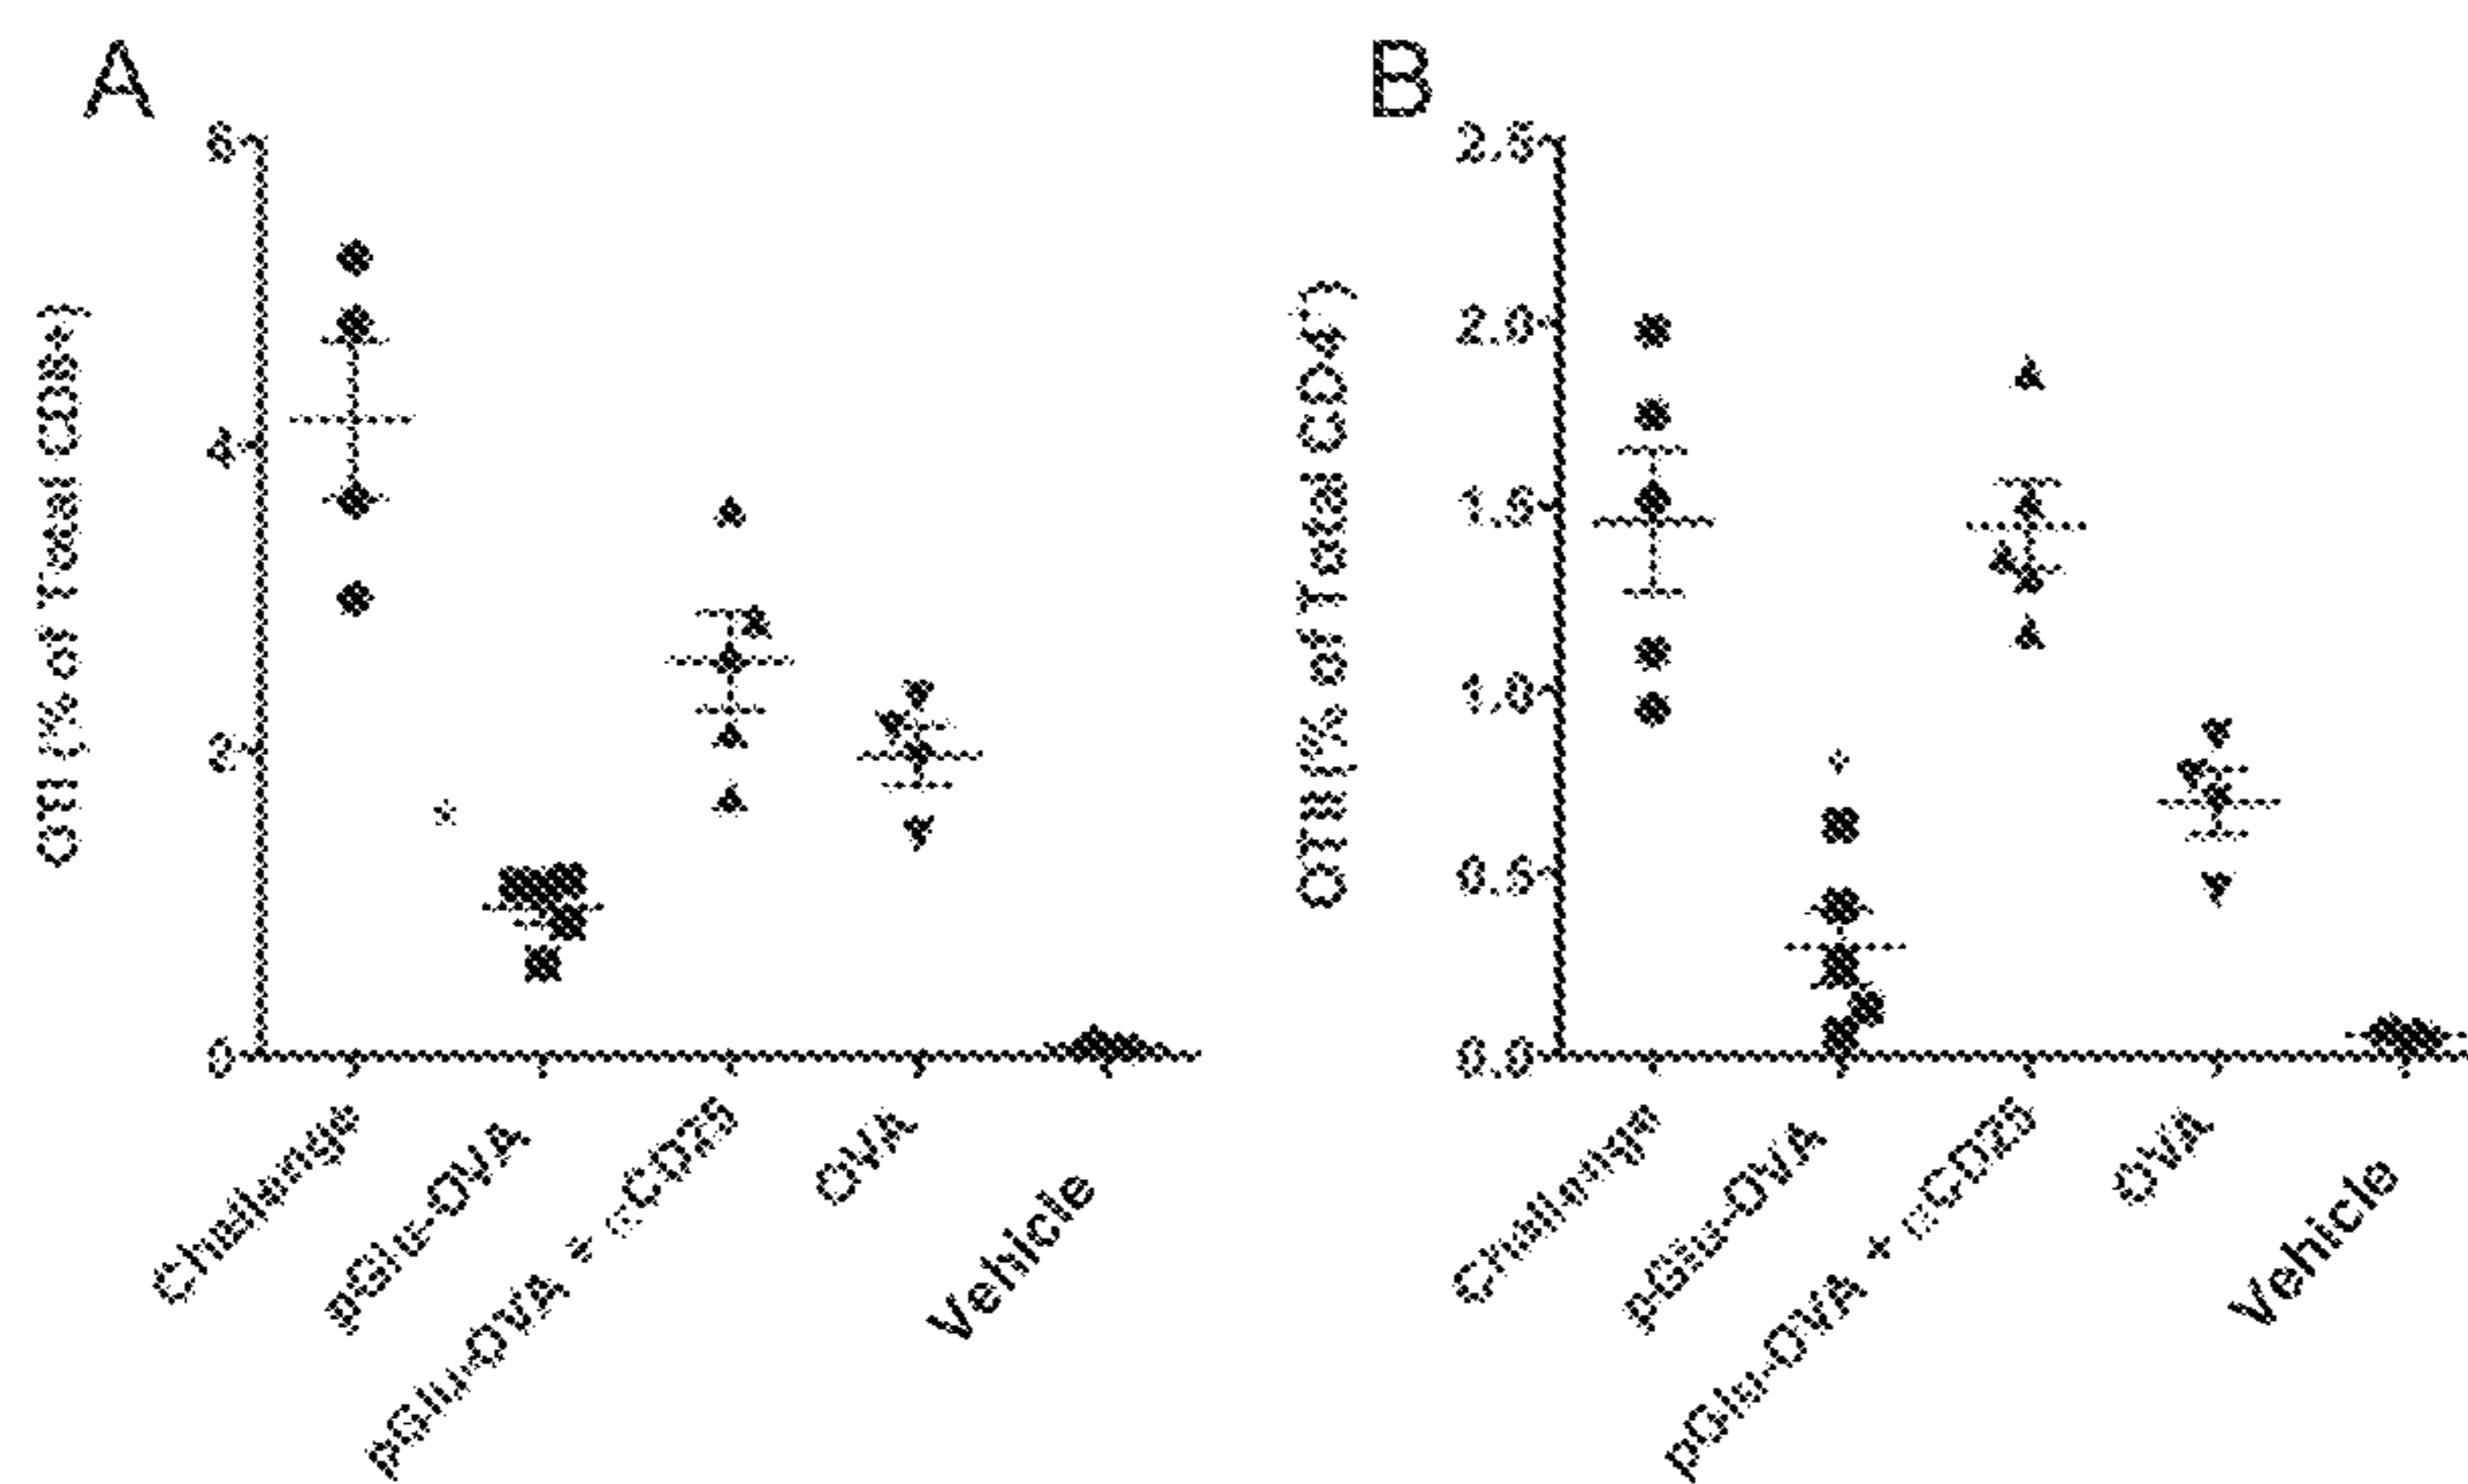 A
B
OTI (% of Total CD8+)
6
4
2
0
*
Challenge
pGlu-OVA
pGlu-OVA + αCD25
OVA
Vehicle
OTII (% of Total CD4+)
2.5
2.0
1.5
1.0
0.5
0.0
*
Challenge
pGlu-OVA
pGlu-OVA + αCD25
OVA
Vehicle